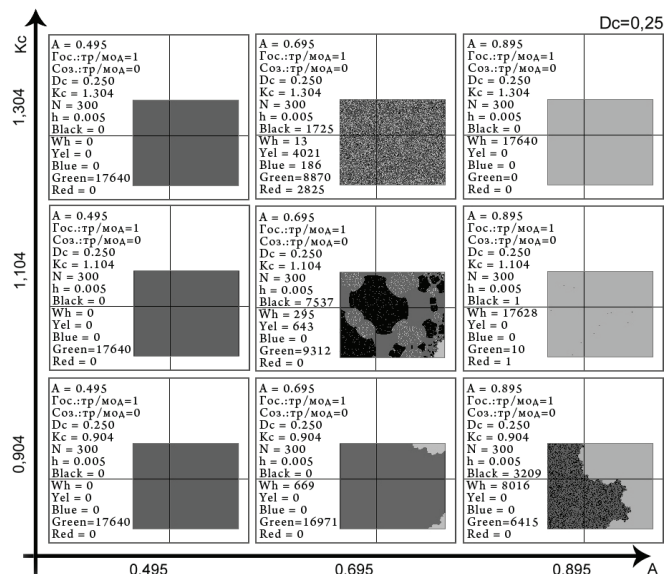 Dc=0,25
Kc
1,304
A = 0.495
Гос.:тр/мод=1
Соз.:тр/мод=0
Dc = 0.250
Kc = 1.304
N = 300
h = 0.005
Black = 0
Wh = 0
Yel = 0
Blue = 0
Green=17640
Red = 0
A = 0.695
Гос.:тр/мод=1
Соз.:тр/мод=0
Dc = 0.250
Kc = 1.304
N = 300
h = 0.005
Black = 1725
Wh = 13
Yel = 4021
Blue = 186
Green=8870
Red = 2825
A = 0.895
Гос.:тр/мод=1
Соз.:тр/мод=0
Dc = 0.250
Kc = 1.304
N = 300
h = 0.005
Black = 0
Wh = 17640
Yel = 0
Blue = 0
Green=0
Red = 0
1,104
A = 0.495
Гос.:тр/мод=1
Соз.:тр/мод=0
Dc = 0.250
Kc = 1.104
N = 300
h = 0.005
Black = 0
Wh = 0
Yel = 0
Blue = 0
Green=17640
Red = 0
A = 0.695
Гос.:тр/мод=1
Соз.:тр/мод=0
Dc = 0.250
Kc = 1.104
N = 300
h = 0.005
Black = 7537
Wh = 295
Yel = 643
Blue = 0
Green=9312
Red = 0
A = 0.895
Гос.:тр/мод=1
Соз.:тр/мод=0
Dc = 0.250
Kc = 1.104
N = 300
h = 0.005
Black = 1
Wh = 17628
Yel = 0
Blue = 0
Green=10
Red = 1
0,904
A = 0.495
Гос.:тр/мод=1
Соз.:тр/мод=0
Dc = 0.250
Kc = 0.904
N = 300
h = 0.005
Black = 0
Wh = 0
Yel = 0
Blue = 0
Green=17640
Red = 0
A = 0.695
Гос.:тр/мод=1
Соз.:тр/мод=0
Dc = 0.250
Kc = 0.904
N = 300
h = 0.005
Black = 0
Wh = 669
Yel = 0
Blue = 0
Green=16971
Red = 0
A = 0.895
Гос.:тр/мод=1
Соз.:тр/мод=0
Dc = 0.250
Kc = 0.904
N = 300
h = 0.005
Black = 3209
Wh = 8016
Yel = 0
Blue = 0
Green=6415
Red = 0
0.495 0.695 0.895 A